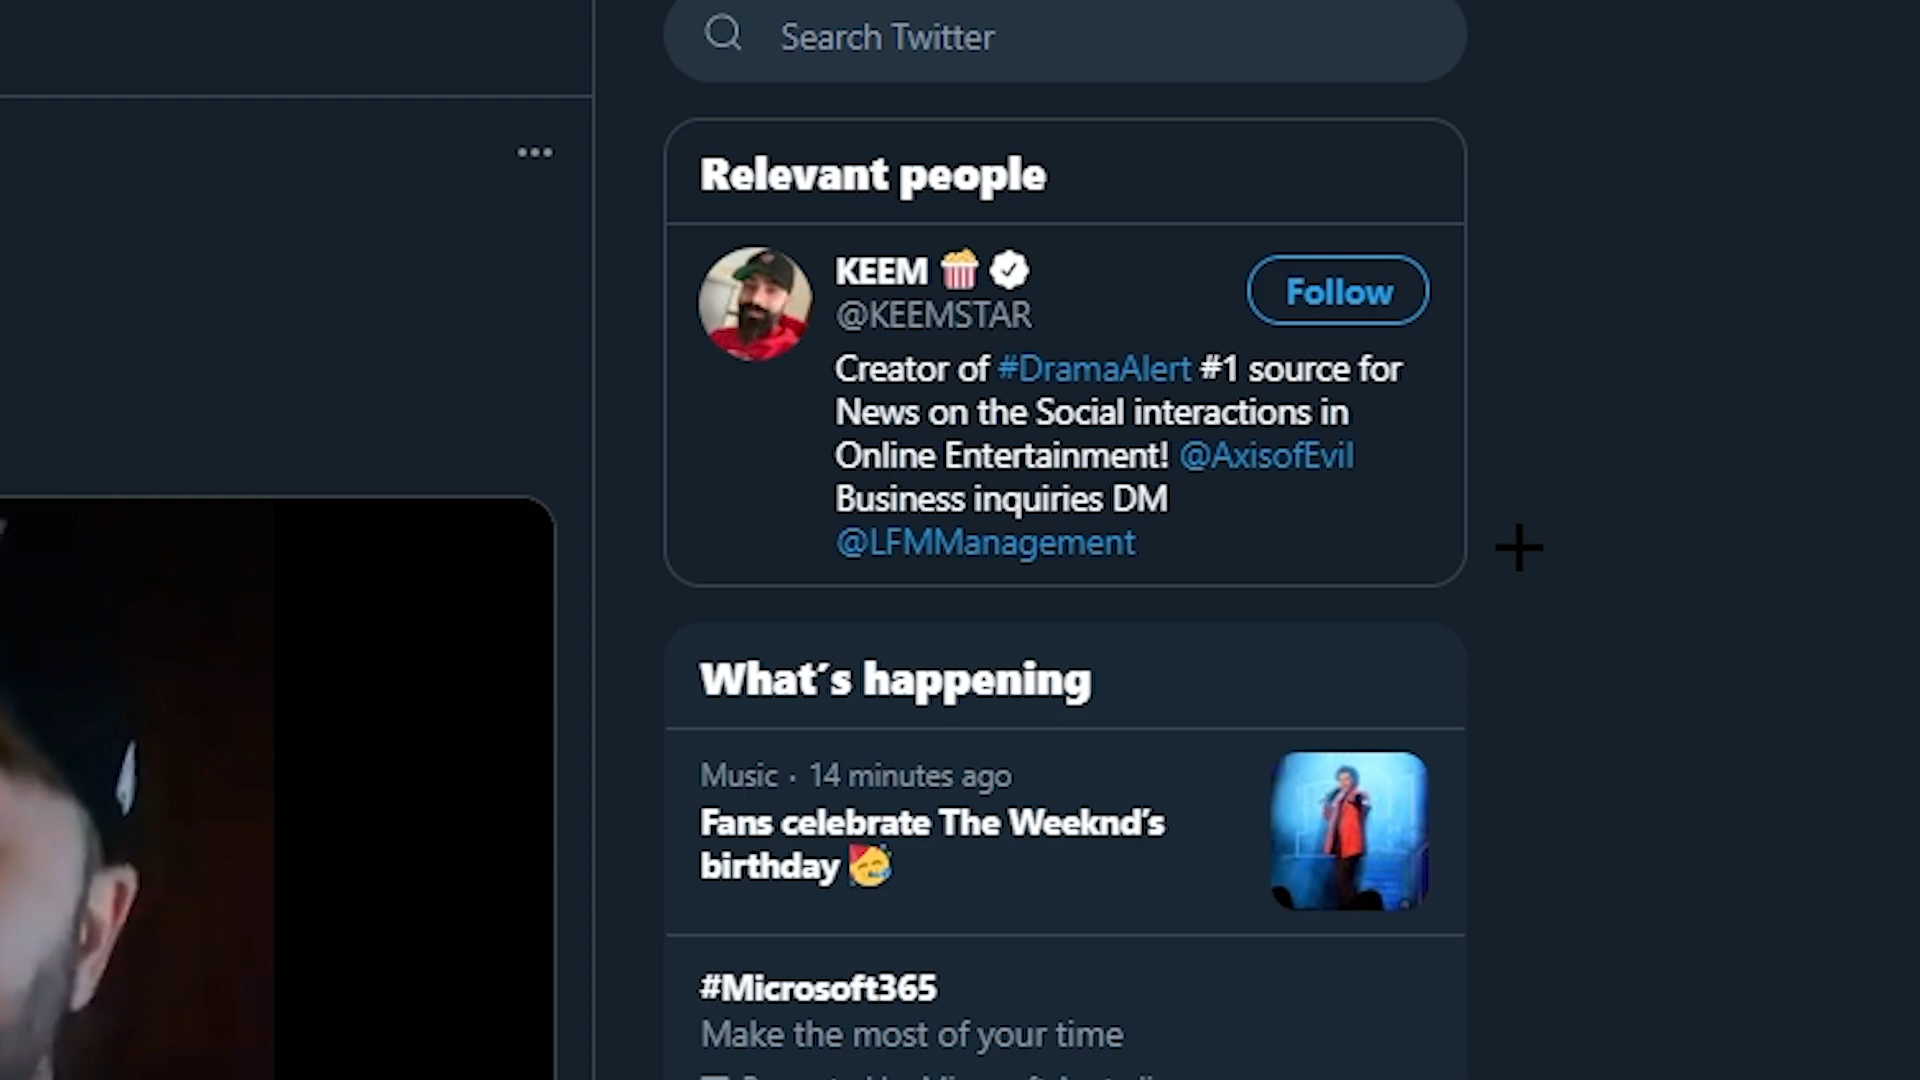 Search Twitter
Relevant people
KEEM 🍿
@KEEMSTAR
Follow
Creator of #DramaAlert #1 source for
News on the Social interactions in
Online Entertainment! @AxisofEvil
Business inquiries DM
@LFMManagement
What's happening
Music · 14 minutes ago
Fans celebrate The Weeknd's
birthday 🥳
#Microsoft365
Make the most of your time